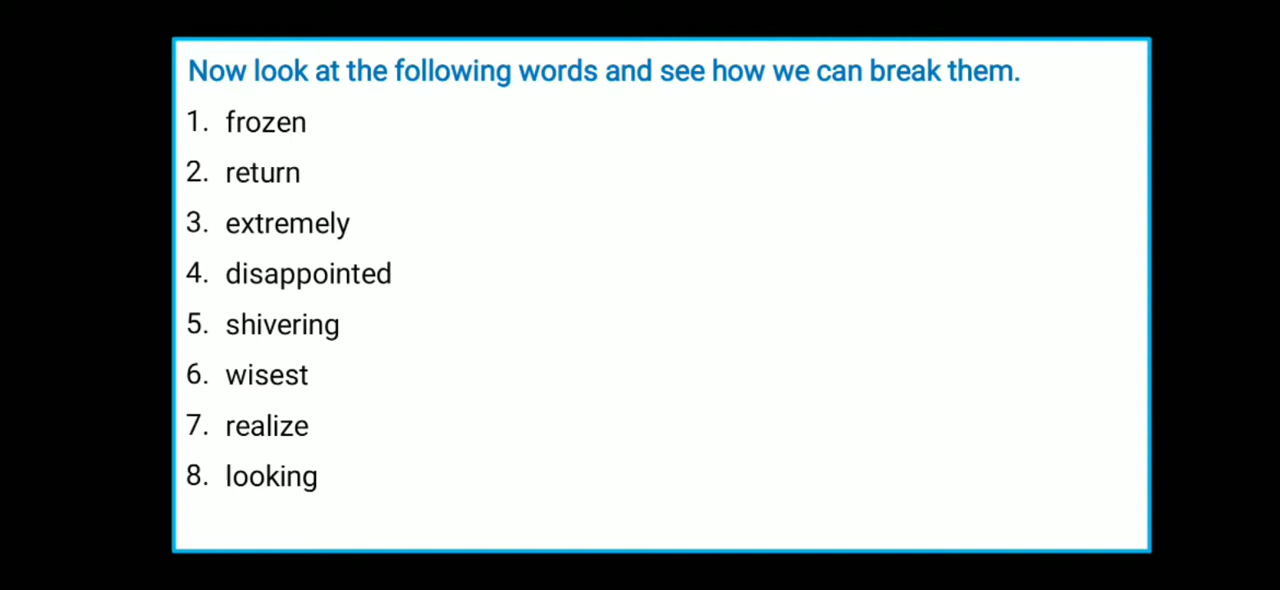 Now look at the following words and see how we can break them.
1. frozen
2. return
3. extremely
4. disappointed
5. shivering
6. wisest
7. realize
8. looking